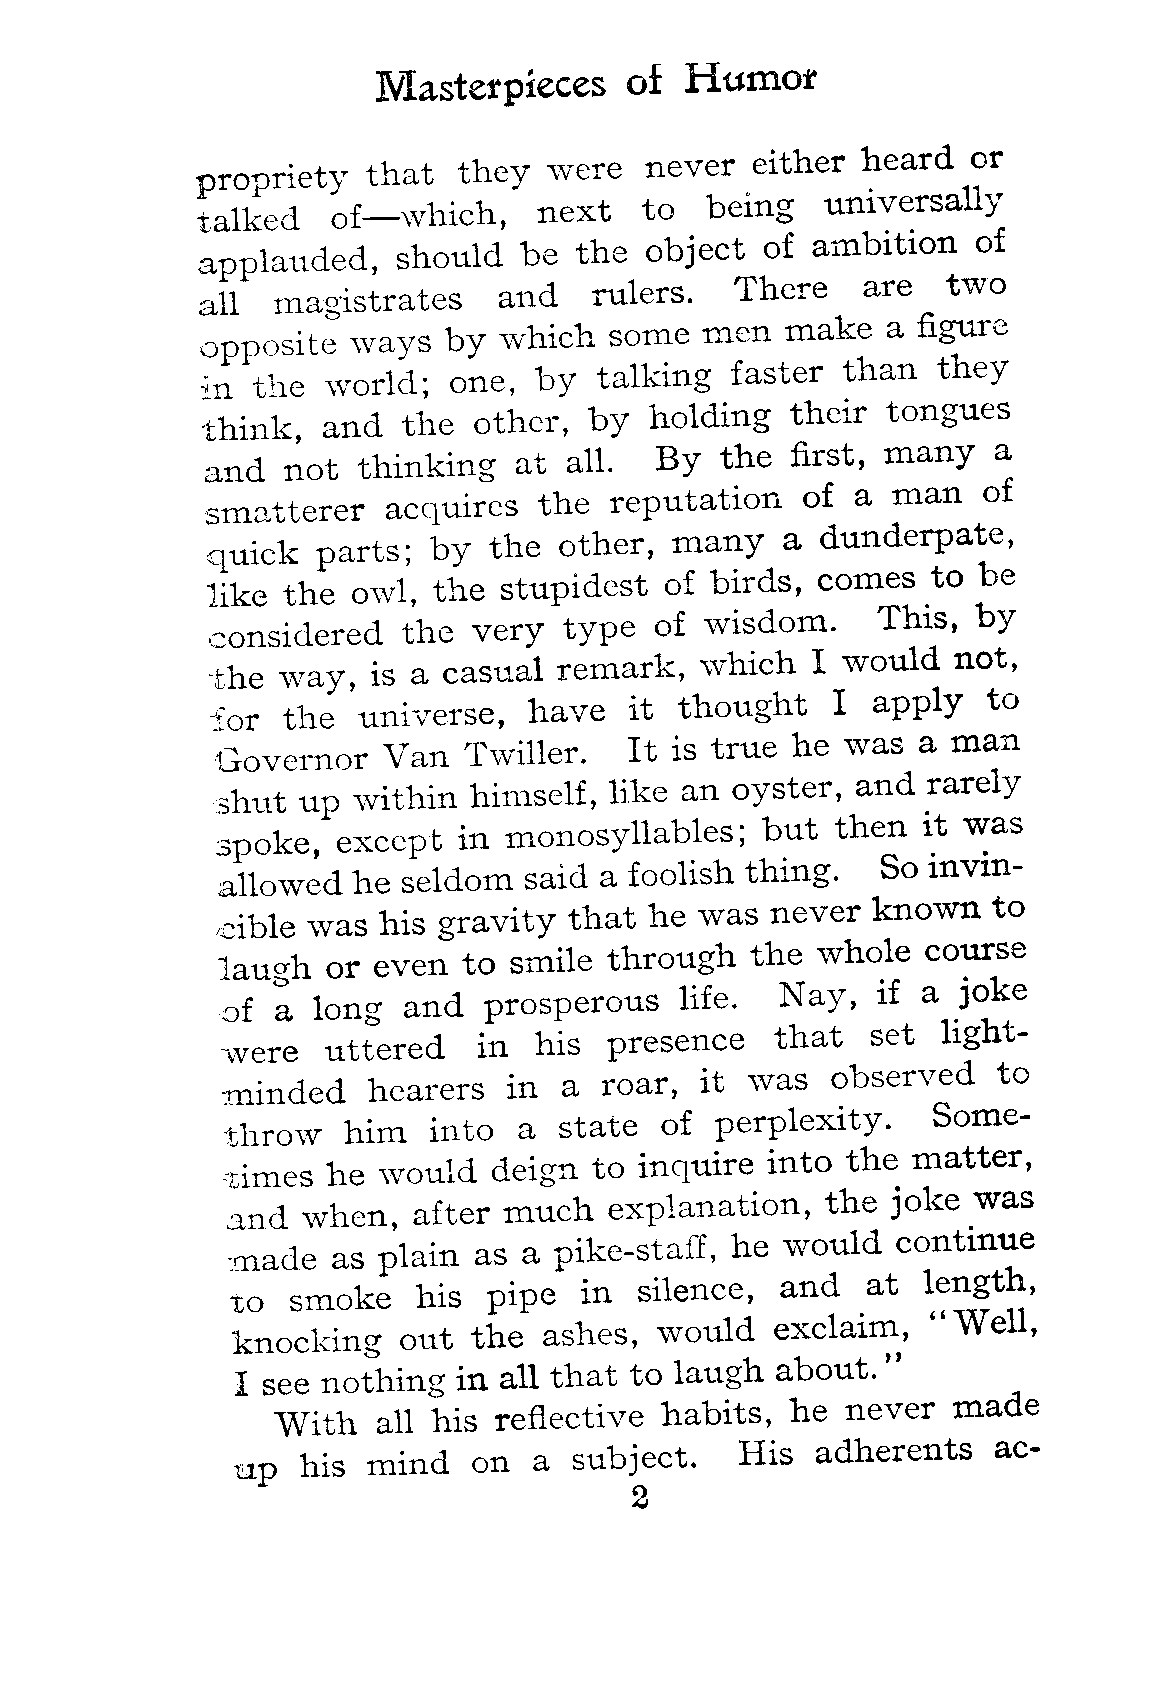 Masterpieces of Humor
propriety that they were never either heard or
talked of—which, next to being universally
applauded, should be the object of ambition of
all magistrates and rulers. There are two
opposite ways by which some men make a figure
in the world; one, by talking faster than they
think, and the other, by holding their tongues
and not thinking at all. By the first, many a
smatterer acquires the reputation of a man of
quick parts; by the other, many a dunderpate,
like the owl, the stupidest of birds, comes to be
considered the very type of wisdom. This, by
the way, is a casual remark, which I would not,
for the universe, have it thought I apply to
Governor Van Twiller. It is true he was a man
shut up within himself, like an oyster, and rarely
spoke, except in monosyllables; but then it was
allowed he seldom said a foolish thing. So invin-
cible was his gravity that he was never known to
laugh or even to smile through the whole course
of a long and prosperous life. Nay, if a joke
were uttered in his presence that set light-
minded hearers in a roar, it was observed to
throw him into a state of perplexity. Some-
times he would deign to inquire into the matter,
and when, after much explanation, the joke was
made as plain as a pike-staff, he would continue
to smoke his pipe in silence, and at length,
knocking out the ashes, would exclaim, "Well,
I see nothing in all that to laugh about."
With all his reflective habits, he never made
up his mind on a subject. His adherents ac-
2